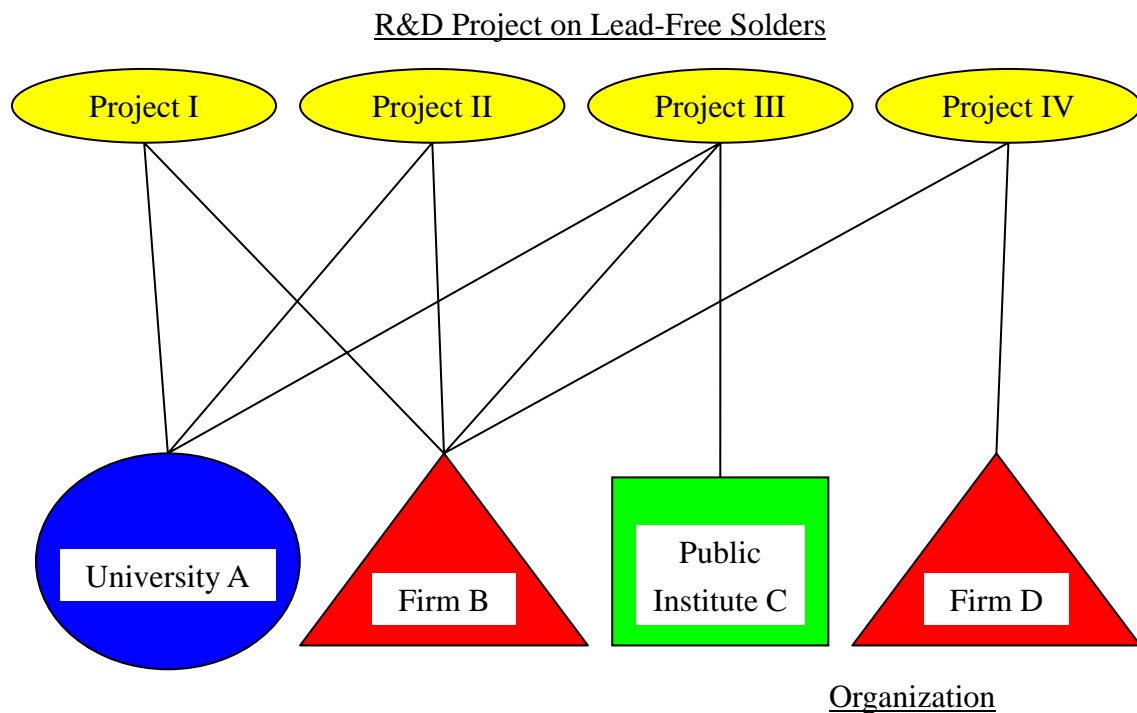 R&D Project on Lead-Free Solders
Project I
Project II
Project III
Project IV
University A
Firm B
Public
Institute C
Firm D
Organization